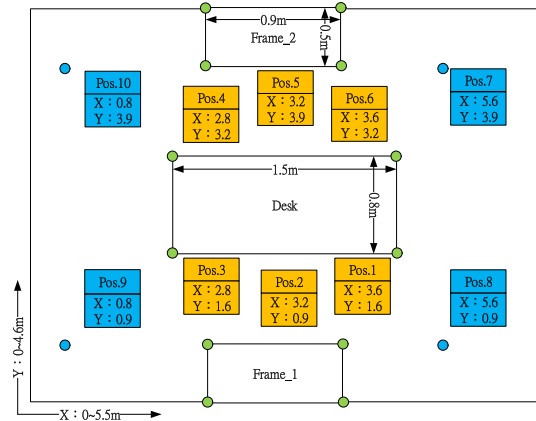 0.9m
0.5m
Frame_2
Pos.10
X：0.8
Y：3.9
Pos.4
X：2.8
Y：3.2
Pos.5
X：3.2
Y：3.9
Pos.6
X：3.6
Y：3.2
Pos.7
X：5.6
Y：3.9
1.5m
0.8m
Desk
Pos.9
X：0.8
Y：0.9
Pos.3
X：2.8
Y：1.6
Pos.2
X：3.2
Y：0.9
Pos.1
X：3.6
Y：1.6
Pos.8
X：5.6
Y：0.9
Frame_1
Y：0~4.6m
X：0~5.5m